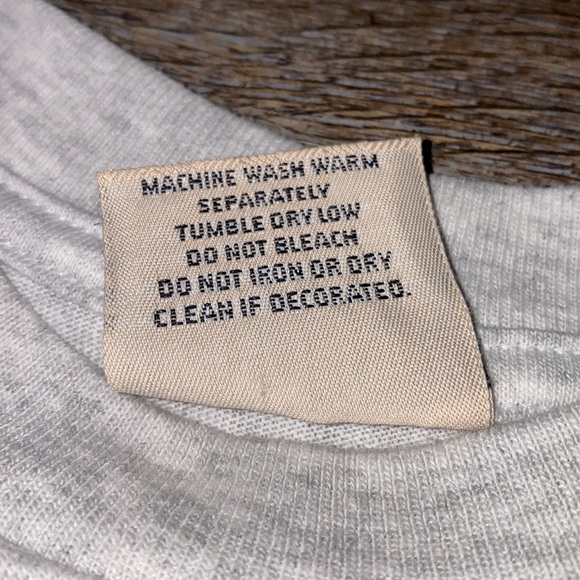 MACHINE WASH WARM
SEPARATELY
TUMBLE DRY LOW
DO NOT BLEACH
DO NOT IRON OR DRY
CLEAN IF DECORATED.